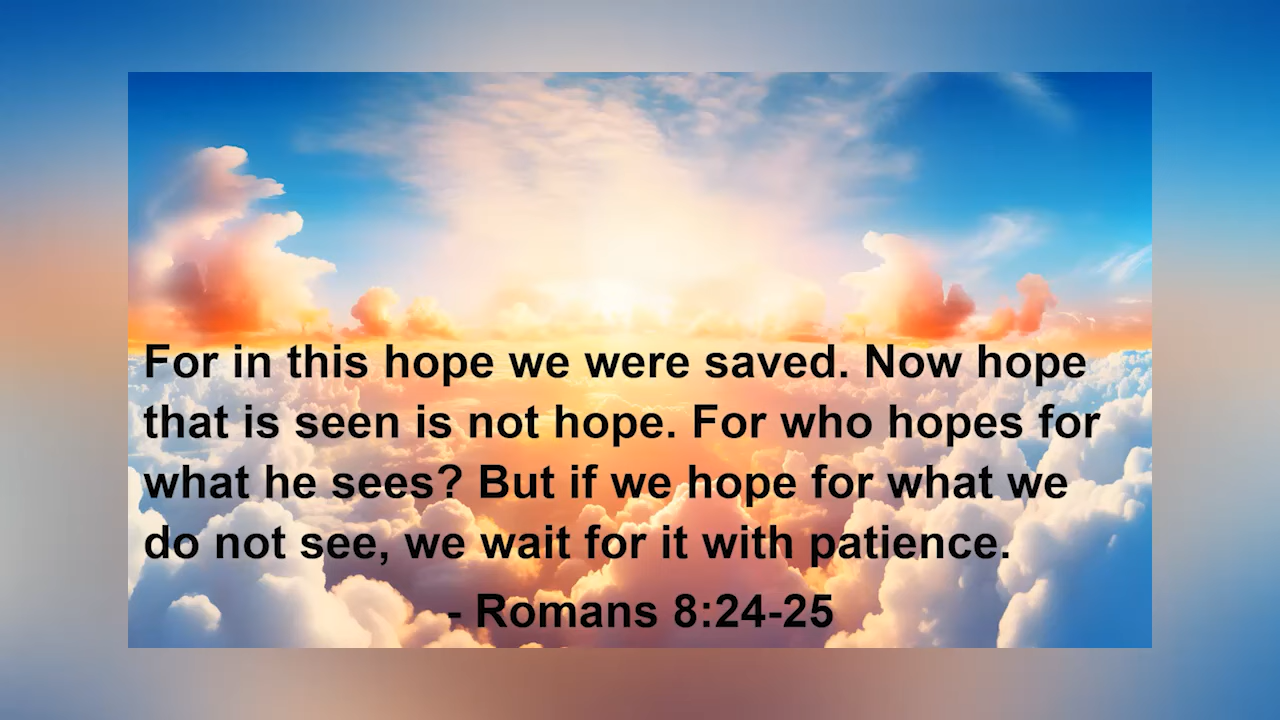 For in this hope we were saved. Now hope
that is seen is not hope. For who hopes for
what he sees? But if we hope for what we
do not see, we wait for it with patience.
- Romans 8:24-25